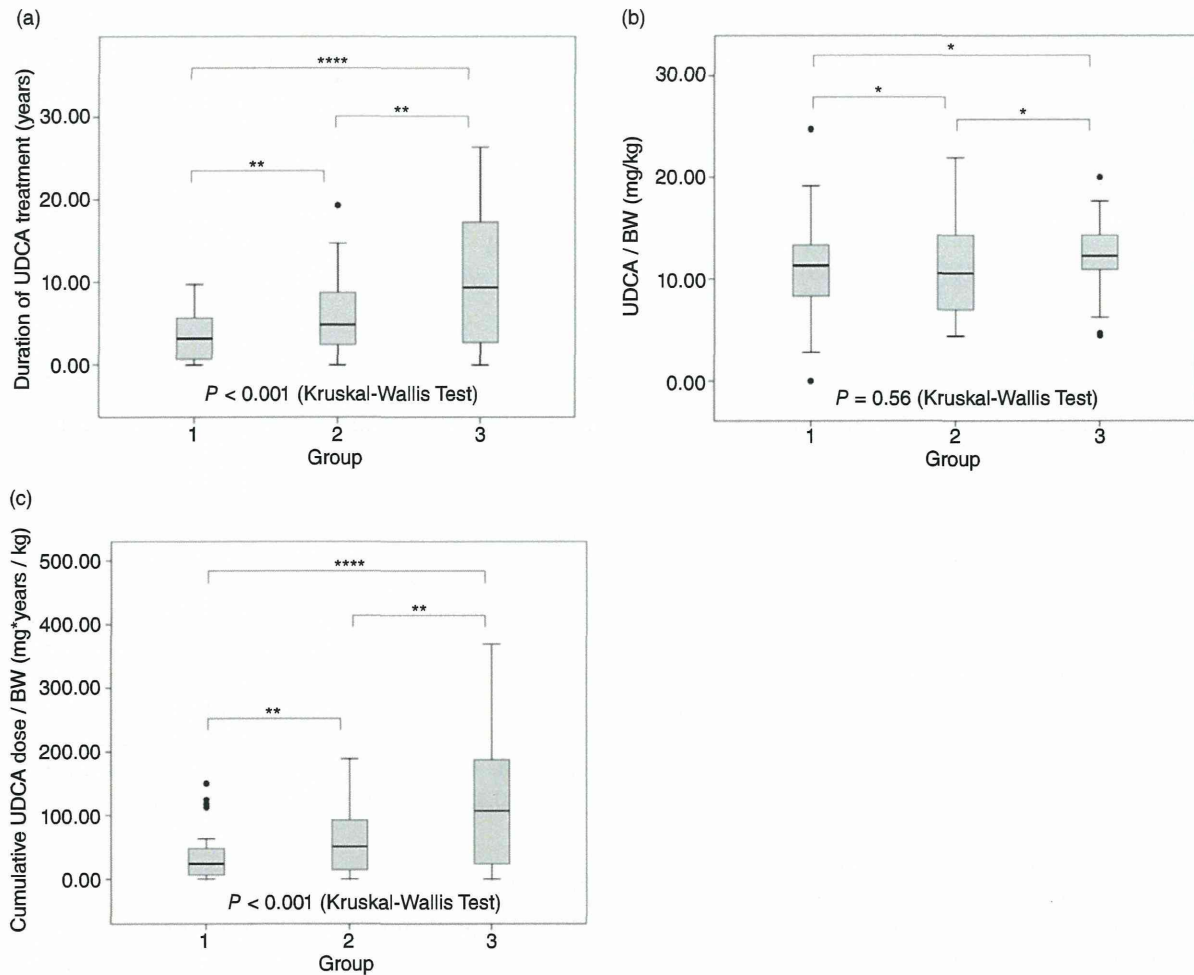 (a)
Duration of UDCA treatment (years)
30.00
20.00
10.00
0.00
****
**
**
P < 0.001 (Kruskal-Wallis Test)
1 2 3
Group
(b)
UDCA / BW (mg/kg)
30.00
20.00
10.00
0.00
*
*
*
P = 0.56 (Kruskal-Wallis Test)
1 2 3
Group
(c)
Cumulative UDCA dose / BW (mg*years / kg)
500.00
400.00
300.00
200.00
100.00
0.00
****
**
**
P < 0.001 (Kruskal-Wallis Test)
1 2 3
Group